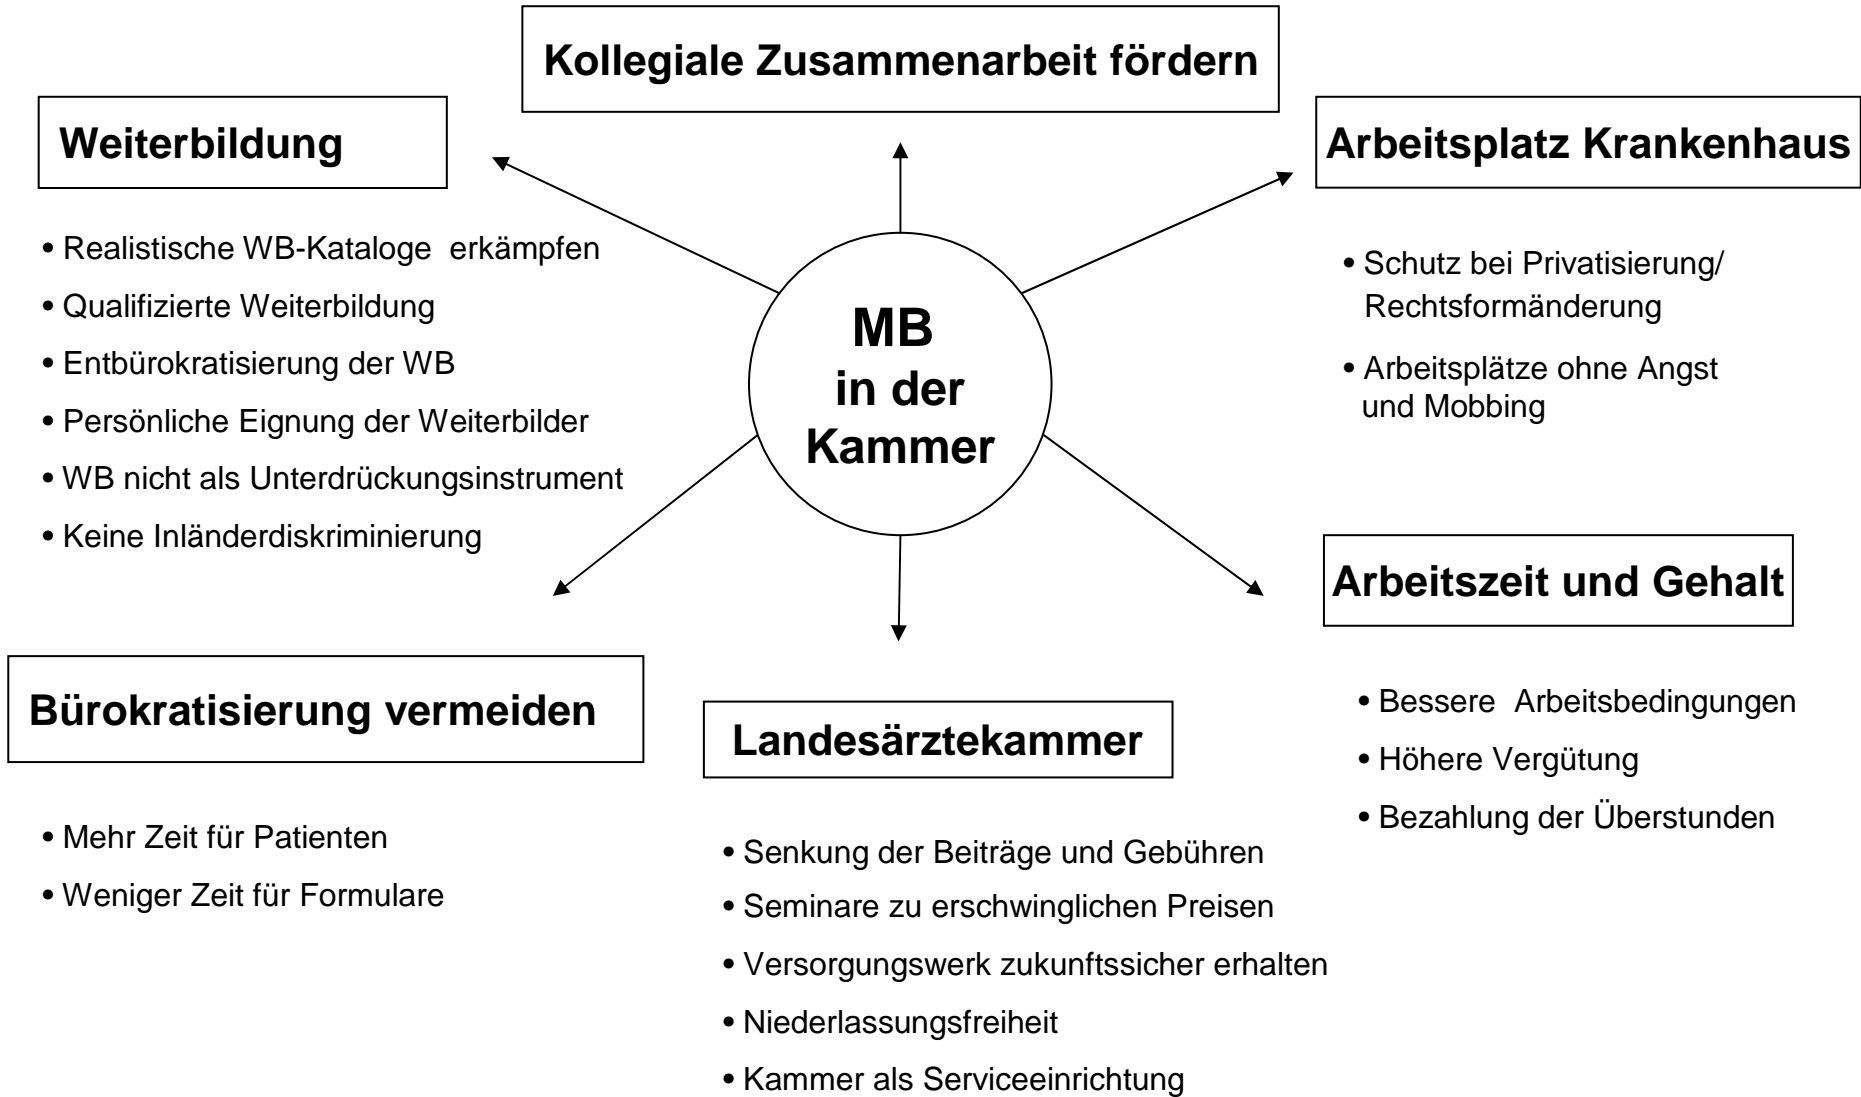 Kollegiale Zusammenarbeit fördern
Weiterbildung
• Realistische WB-Kataloge erkämpfen
• Qualifizierte Weiterbildung
• Entbürokratisierung der WB
• Persönliche Eignung der Weiterbilder
• WB nicht als Unterdrückungsinstrument
• Keine Inländerdiskriminierung
Arbeitsplatz Krankenhaus
• Schutz bei Privatisierung/
Rechtsformänderung
• Arbeitsplätze ohne Angst
und Mobbing
MB
in der
Kammer
Arbeitszeit und Gehalt
• Bessere Arbeitsbedingungen
• Höhere Vergütung
• Bezahlung der Überstunden
Bürokratisierung vermeiden
• Mehr Zeit für Patienten
• Weniger Zeit für Formulare
Landesärztekammer
• Senkung der Beiträge und Gebühren
• Seminare zu erschwinglichen Preisen
• Versorgungswerk zukunftssicher erhalten
• Niederlassungsfreiheit
• Kammer als Serviceeinrichtung